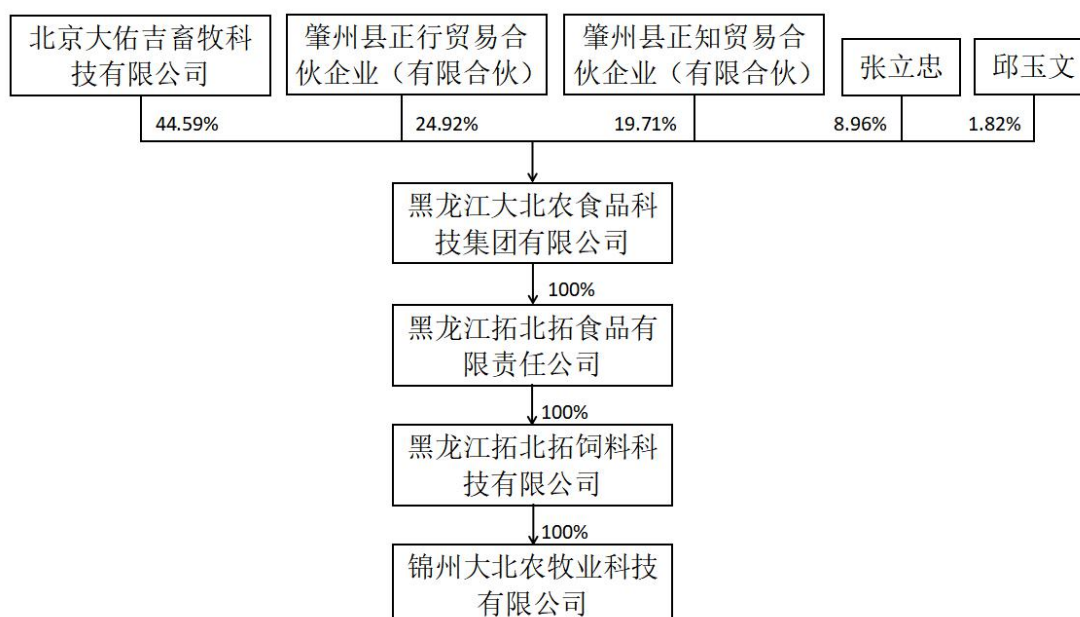 北京大佑吉畜牧科
技有限公司
肇州县正行贸易合
伙企业（有限合伙）
肇州县正知贸易合
伙企业（有限合伙）
张立忠
邱玉文
44.59%
24.92%
19.71%
8.96%
1.82%
黑龙江大北农食品科
技集团有限公司
100%
黑龙江拓北拓食品有
限责任公司
100%
黑龙江拓北拓饲料科
技有限公司
100%
锦州大北农牧业科技
有限公司